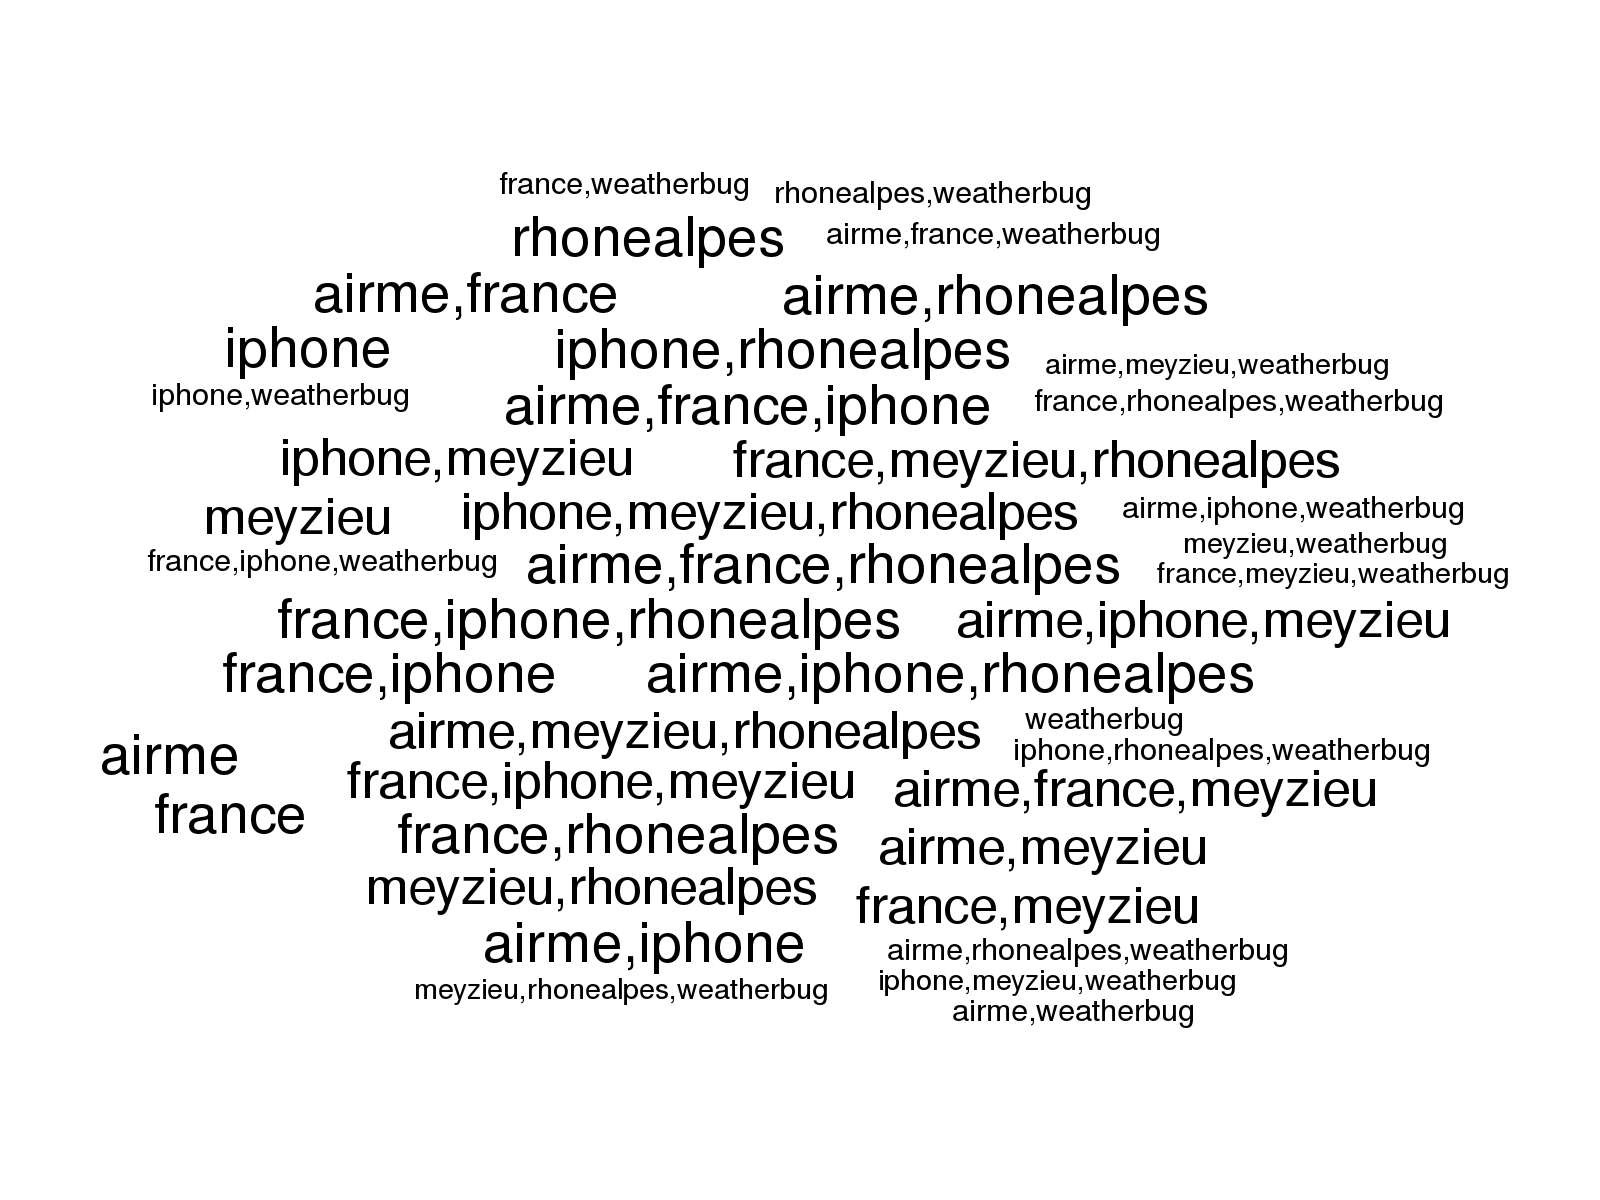 france,weatherbug
rhonealpes,weatherbug
rhonealpes
airme,france,weatherbug
airme,france
airme,rhonealpes
iphone
iphone,rhonealpes
airme,meyzieu,weatherbug
iphone,weatherbug
airme,france,iphone
france,rhonealpes,weatherbug
iphone,meyzieu
france,meyzieu,rhonealpes
meyzieu
iphone,meyzieu,rhonealpes
airme,iphone,weatherbug
meyzieu,weatherbug
france,iphone,weatherbug
airme,france,rhonealpes
france,meyzieu,weatherbug
france,iphone,rhonealpes
airme,iphone,meyzieu
france,iphone
airme,iphone,rhonealpes
airme,meyzieu,rhonealpes
weatherbug
airme
iphone,rhonealpes,weatherbug
france,iphone,meyzieu
airme,france,meyzieu
france
france,rhonealpes
airme,meyzieu
meyzieu,rhonealpes
france,meyzieu
airme,iphone
airme,rhonealpes,weatherbug
meyzieu,rhonealpes,weatherbug
iphone,meyzieu,weatherbug
airme,weatherbug